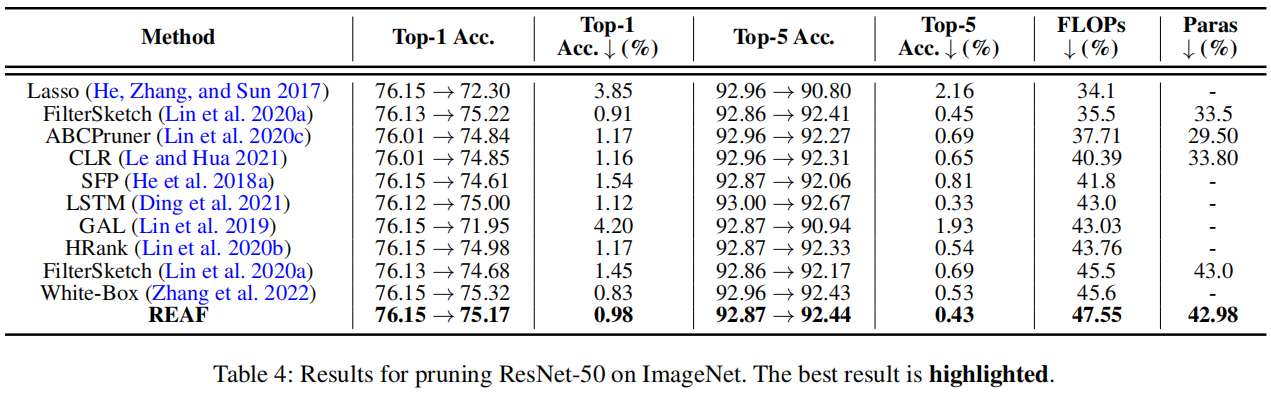 Method Top-1 Acc. Top-1 Acc. ↓ (%) Top-5 Acc. Top-5 Acc. ↓ (%) FLOPs ↓ (%) Paras ↓ (%)
Lasso (He, Zhang, and Sun 2017) 76.15 → 72.30 3.85 92.96 → 90.80 2.16 34.1 -
FilterSketch (Lin et al. 2020a) 76.13 → 75.22 0.91 92.86 → 92.41 0.45 35.5 33.5
ABCPruner (Lin et al. 2020c) 76.01 → 74.84 1.17 92.96 → 92.27 0.69 37.71 29.50
CLR (Le and Hua 2021) 76.01 → 74.85 1.16 92.96 → 92.31 0.65 40.39 33.80
SFP (He et al. 2018a) 76.15 → 74.61 1.54 92.87 → 92.06 0.81 41.8 -
LSTM (Ding et al. 2021) 76.12 → 75.00 1.12 93.00 → 92.67 0.33 43.0 -
GAL (Lin et al. 2019) 76.15 → 71.95 4.20 92.87 → 90.94 1.93 43.03 -
HRank (Lin et al. 2020b) 76.15 → 74.98 1.17 92.87 → 92.33 0.54 43.76 -
FilterSketch (Lin et al. 2020a) 76.13 → 74.68 1.45 92.86 → 92.17 0.69 45.5 43.0
White-Box (Zhang et al. 2022) 76.15 → 75.32 0.83 92.96 → 92.43 0.53 45.6 -
REAF 76.15 → 75.17 0.98 92.87 → 92.44 0.43 47.55 42.98
Table 4: Results for pruning ResNet-50 on ImageNet. The best result is highlighted.